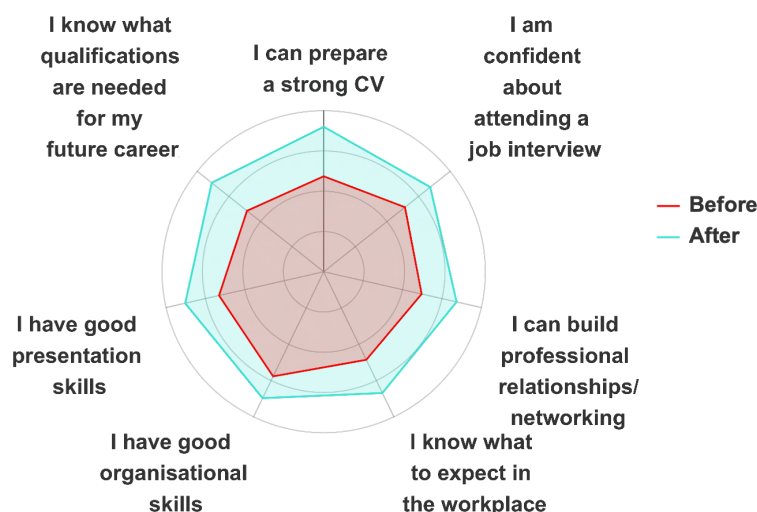 I know what
qualifications
are needed
for my
future career
I can prepare
a strong CV
I am
confident
about
attending a
job interview
Before
After
I have good
presentation
skills
I can build
professional
relationships/
networking
I have good
organisational
skills
I know what
to expect in
the workplace